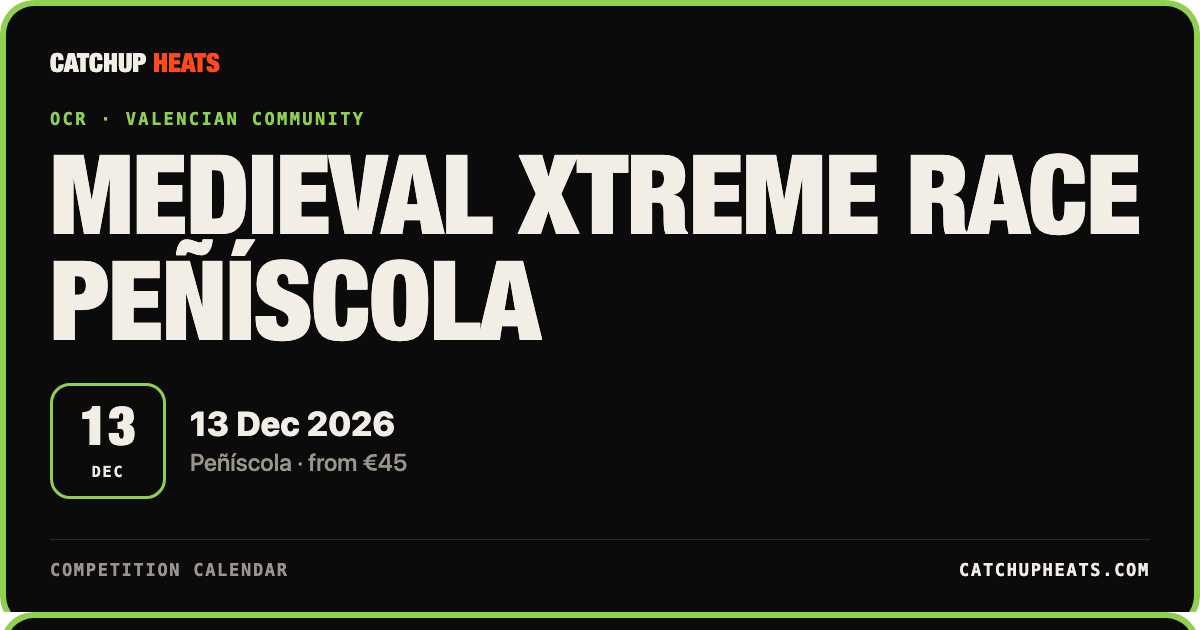 CATCHUP HEATS
OCR · VALENCIAN COMMUNITY
MEDIEVAL XTREME RACE
PEÑÍSCOLA
13
DEC
13 Dec 2026
Peñíscola · from €45
COMPETITION CALENDAR
CATCHUPHEATS.COM